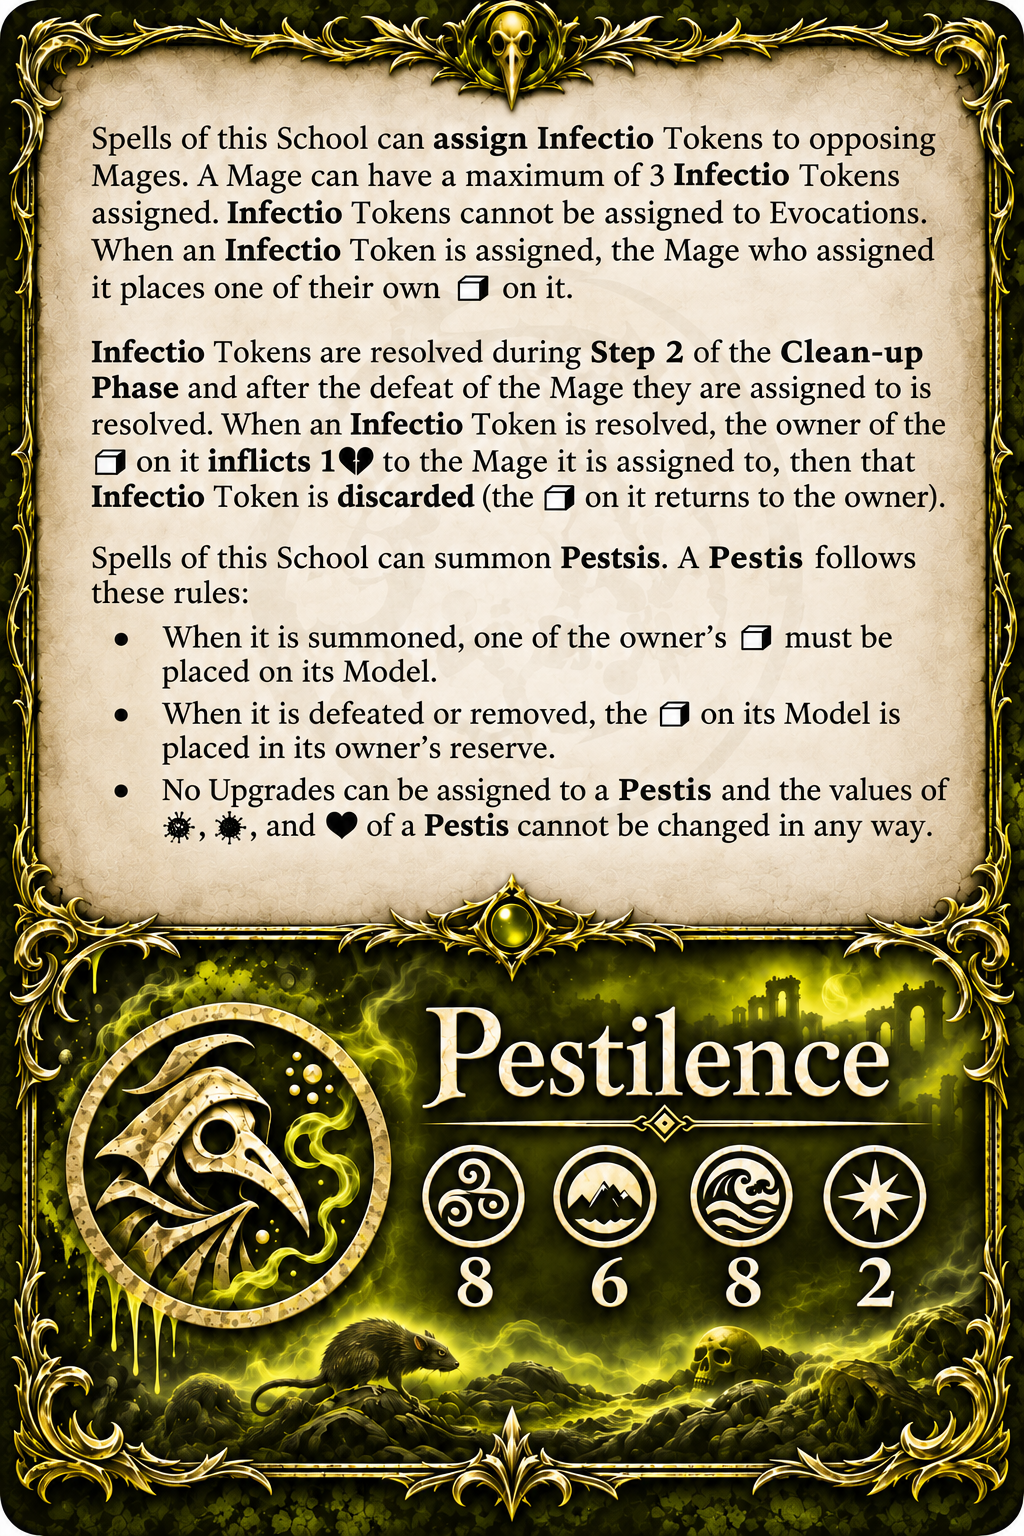 Spells of this School can assign Infectio Tokens to opposing
Mages. A Mage can have a maximum of 3 Infectio Tokens
assigned. Infectio Tokens cannot be assigned to Evocations.
When an Infectio Token is assigned, the Mage who assigned
it places one of their own on it.
Infectio Tokens are resolved during Step 2 of the Clean-up
Phase and after the defeat of the Mage they are assigned to is
resolved. When an Infectio Token is resolved, the owner of the
on it inflicts 1 to the Mage it is assigned to, then that
Infectio Token is discarded (the on it returns to the owner).
Spells of this School can summon Pestsis. A Pestis follows
these rules:
• When it is summoned, one of the owner's must be
placed on its Model.
• When it is defeated or removed, the on its Model is
placed in its owner's reserve.
• No Upgrades can be assigned to a Pestis and the values of
, , and of a Pestis cannot be changed in any way.
Pestilence
8 6 8 2